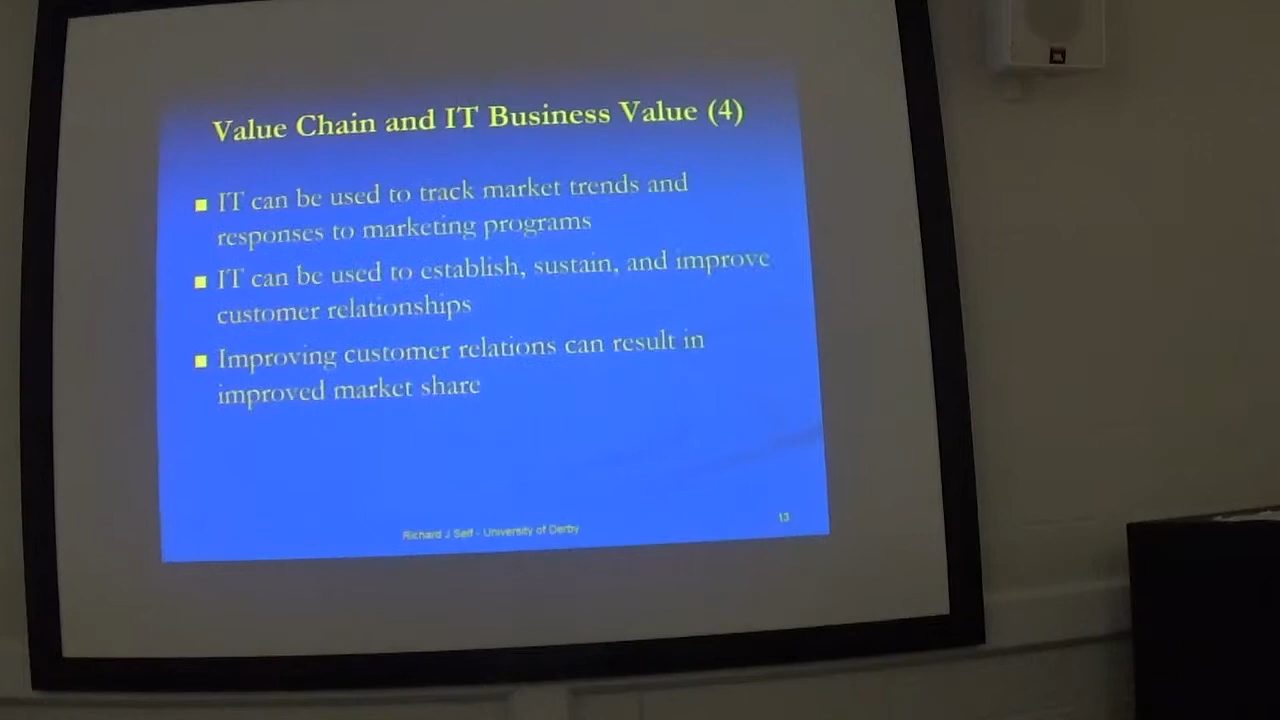 Value Chain and IT Business Value (4)
IT can be used to track market trends and
responses to marketing programs
IT can be used to establish, sustain, and improve
customer relationships
Improving customer relations can result in
improved market share
Richard J Self - University of Derby
13